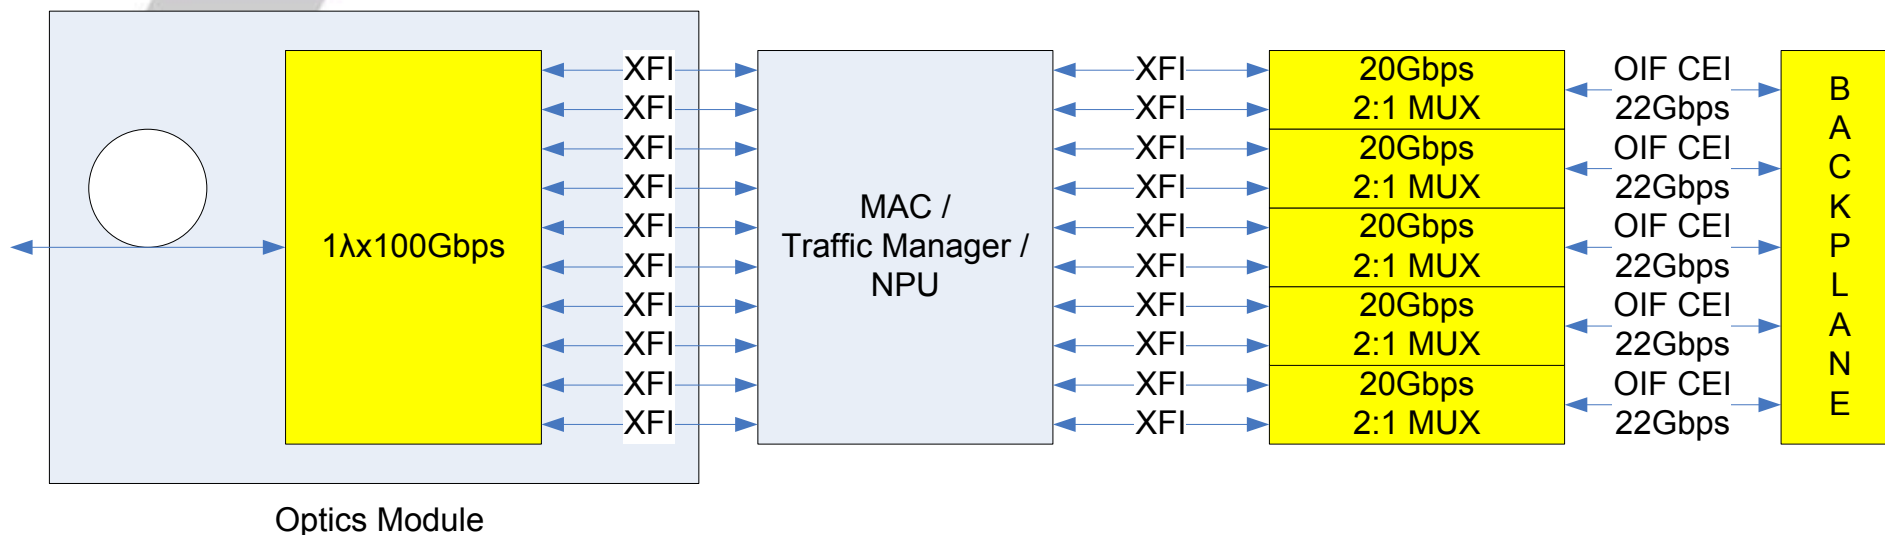 XFI
XFI
XFI
XFI
XFI
XFI
XFI
XFI
XFI
XFI
1λx100Gbps
Optics Module
MAC /
Traffic Manager /
NPU
XFI
XFI
XFI
XFI
XFI
XFI
XFI
XFI
XFI
XFI
20Gbps
2:1 MUX
20Gbps
2:1 MUX
20Gbps
2:1 MUX
20Gbps
2:1 MUX
20Gbps
2:1 MUX
OIF CEI
22Gbps
OIF CEI
22Gbps
OIF CEI
22Gbps
OIF CEI
22Gbps
OIF CEI
22Gbps
B
A
C
K
P
L
A
N
E